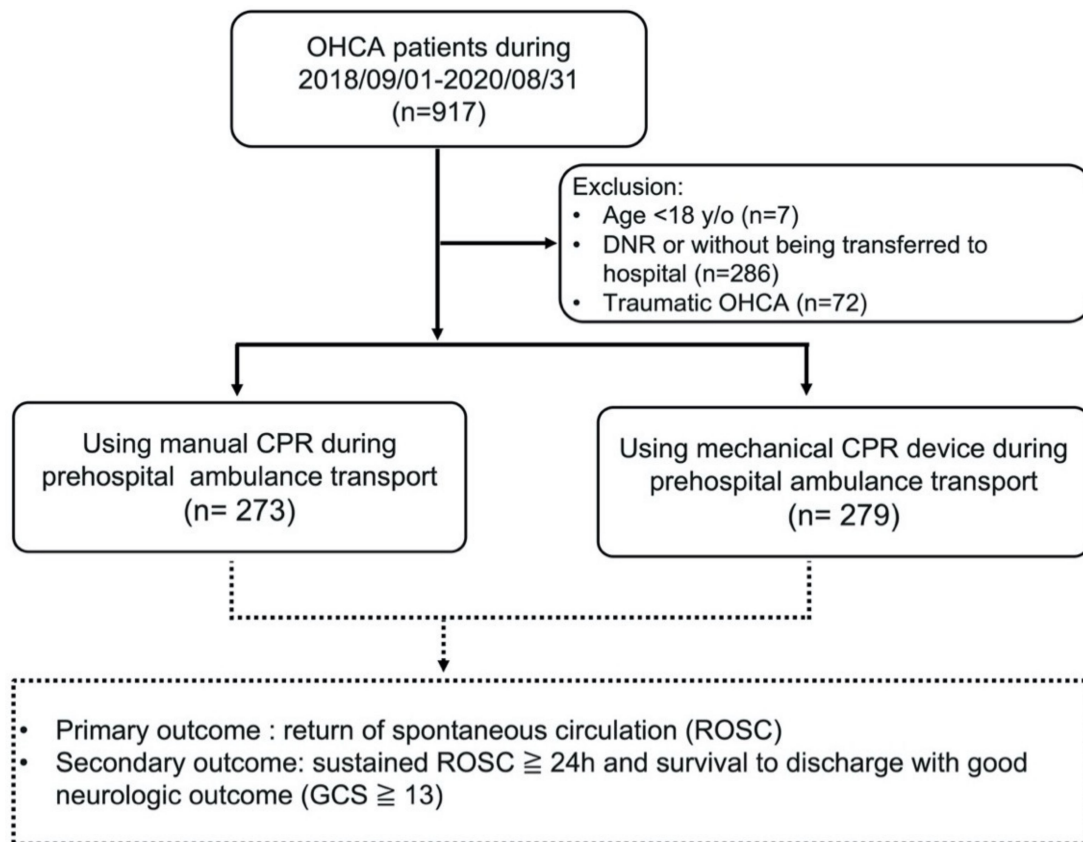 OHCA patients during
2018/09/01-2020/08/31
(n=917)
Exclusion:
• Age <18 y/o (n=7)
• DNR or without being transferred to
hospital (n=286)
• Traumatic OHCA (n=72)
Using manual CPR during
prehospital ambulance transport
(n= 273)
Using mechanical CPR device during
prehospital ambulance transport
(n= 279)
• Primary outcome : return of spontaneous circulation (ROSC)
• Secondary outcome: sustained ROSC ≧ 24h and survival to discharge with good
neurologic outcome (GCS ≧ 13)